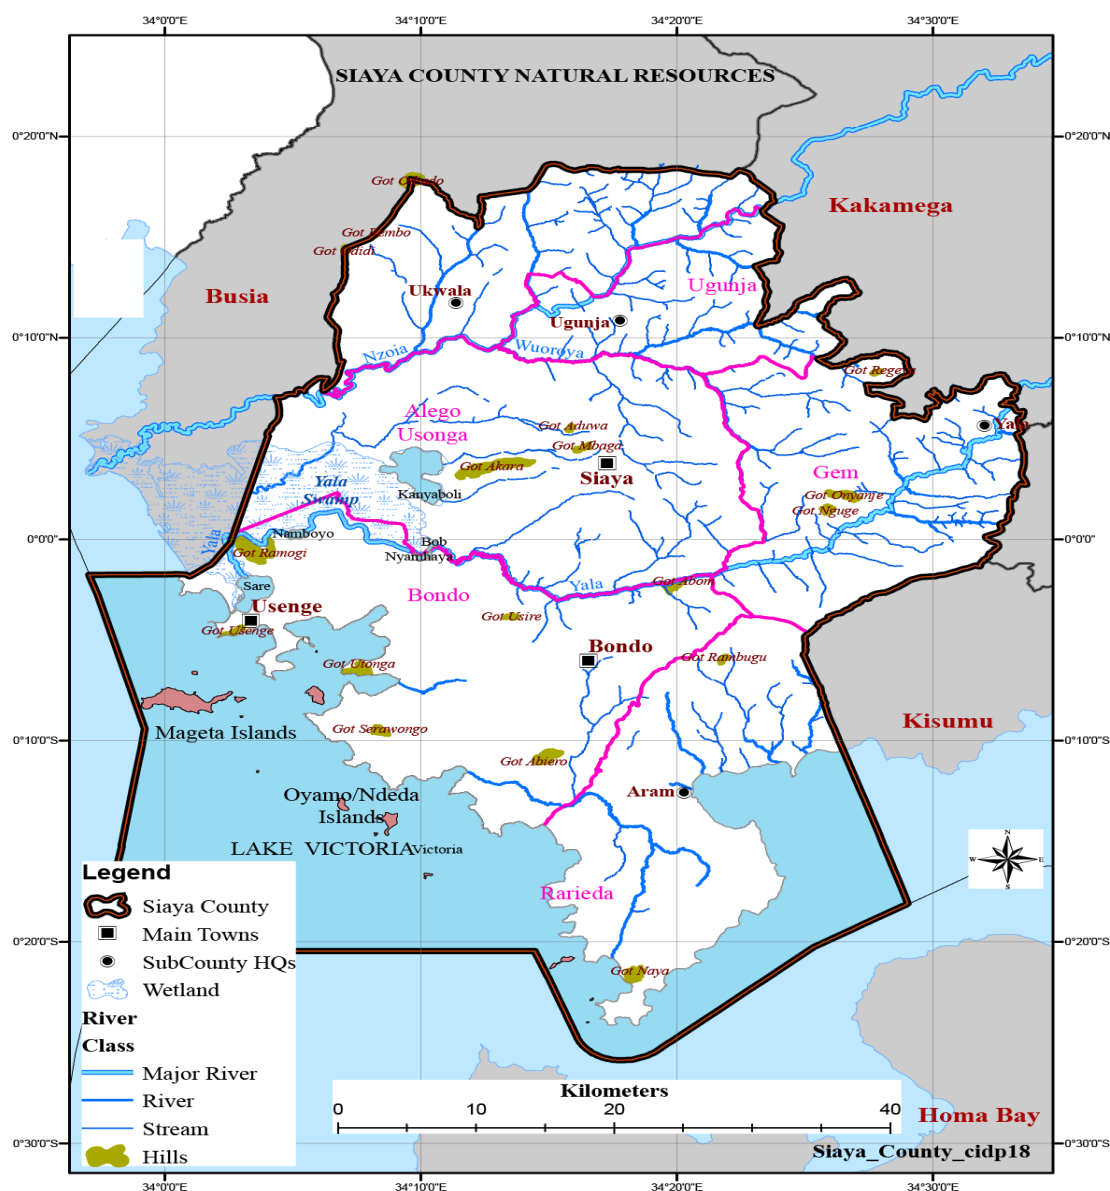 34°0'0"E 34°10'0"E 34°20'0"E 34°30'0"E
SIAYA COUNTY NATURAL RESOURCES
0°20'0"N 0°20'0"N
Kakamega
Busia
Ukwala
Ugunja
Ugunja
0°10'0"N 0°10'0"N
Nzoia
Wuoroya
Alego
Usonga
Got Aduwa
Got Mbaga
Got Akara
Siaya
Gem
Got Onyanje
Got Nguge
Yala
Swamp
Kanyaboli
Namboyo
Bob
Nyamhaya
Yala
0°0'0" 0°0'0"
Got Ramogi
Sare
Usenge
Got Usenge
Bondo
Yala
Got Abom
Got Usire
Bondo
Got Rambugu
Got Utonga
Got Serawongo
Mageta Islands
Kisumu
0°10'0"S 0°10'0"S
Got Abiero
Aram
Oyamo/Ndeda
Islands
LAKE VICTORIA
Victoria
Rarieda
N
W E
S
Got Naya
0°20'0"S 0°20'0"S
Legend
Siaya County
Main Towns
SubCounty HQs
Wetland
River
Class
Major River
River
Stream
Hills
Kilometers
0 10 20 40
Homa Bay
Siaya_County_cidp18
0°30'0"S 0°30'0"S
34°0'0"E 34°10'0"E 34°20'0"E 34°30'0"E